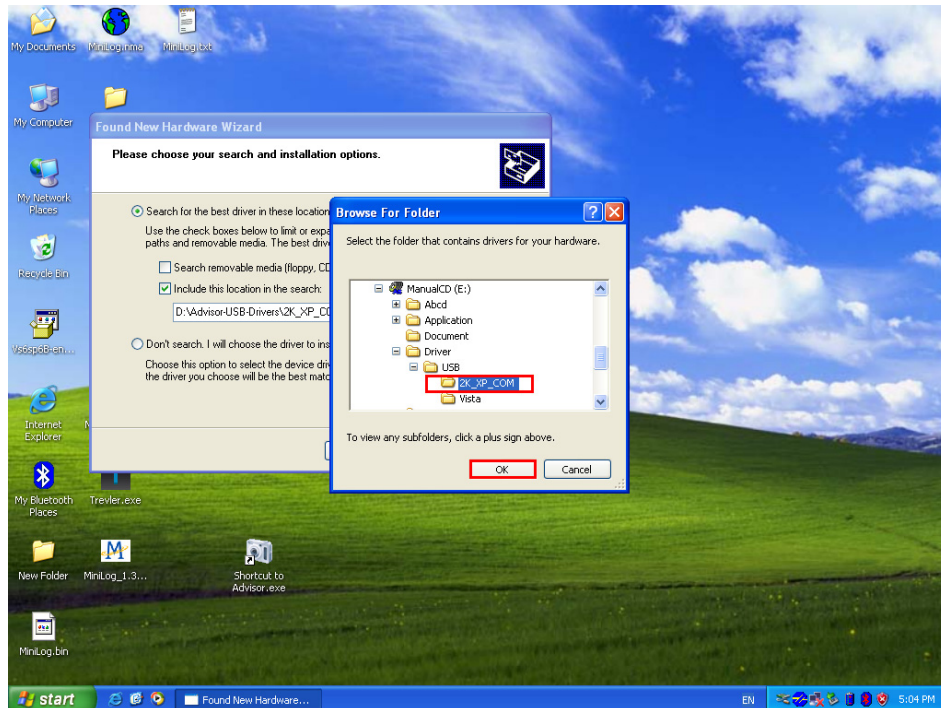 My Documents
MiniLog.nma
MiniLog.txt
My Computer
Found New Hardware Wizard
Please choose your search and installation options.
My Network
Places
Search for the best driver in these location
Use the check boxes below to limit or expa
paths and removable media. The best driv
Search removable media (floppy, CD
Include this location in the search:
D:\Advisor-USB-Drivers\2K_XP_CO
Don't search. I will choose the driver to ins
Choose this option to select the device driv
the driver you choose will be the best matc
Browse For Folder
Select the folder that contains drivers for your hardware.
ManualCD (E:)
Abcd
Application
Document
Driver
USB
2K_XP_COM
Vista
To view any subfolders, click a plus sign above.
OK
Cancel
Recycle Bin
Internet
Explorer
My Bluetooth
Places
Trevler.exe
New Folder
MiniLog_1.3...
Shortcut to
Advisor.exe
MiniLog.bin
start
Found New Hardware...
EN
5:04 PM